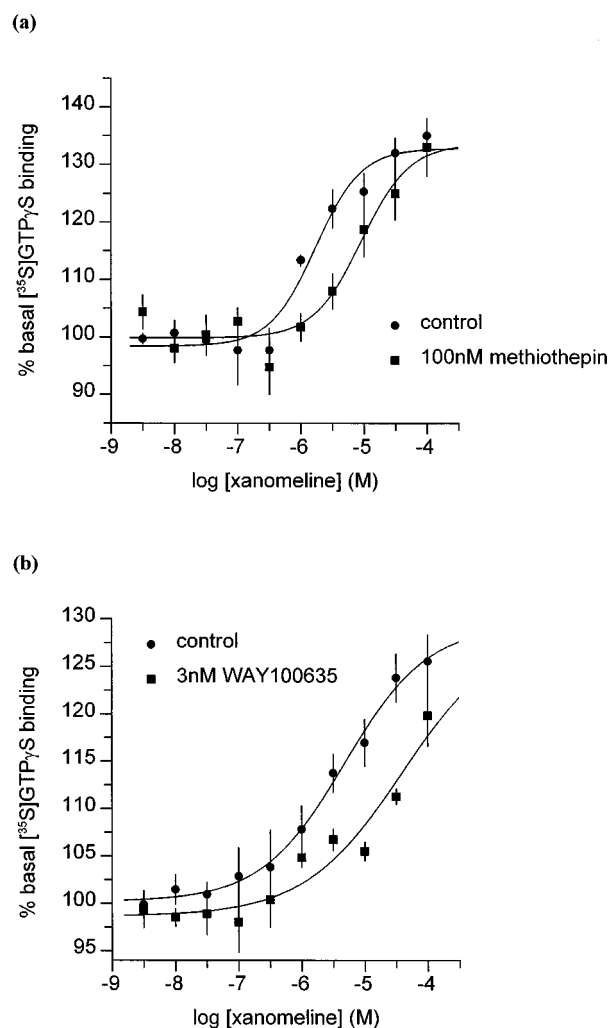 (a)
140
130
120
110
100
90
% basal [³⁵S]GTPγS binding
control
100nM methiothepin
-9
-8
-7
-6
-5
-4
log [xanomeline] (M)
(b)
130
125
120
115
110
105
100
95
% basal [³⁵S]GTPγS binding
control
3nM WAY100635
-9
-8
-7
-6
-5
-4
log [xanomeline] (M)